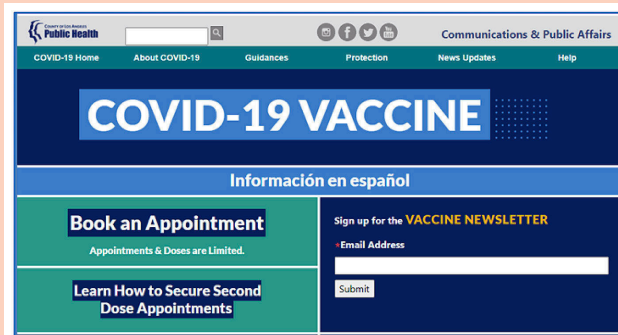 COUNTY OF LOS ANGELES
Public Health
Communications & Public Affairs
COVID-19 Home About COVID-19 Guidances Protection News Updates Help
COVID-19 VACCINE
Información en español
Book an Appointment
Appointments & Doses are Limited.
Learn How to Secure Second
Dose Appointments
Sign up for the VACCINE NEWSLETTER
*Email Address
Submit